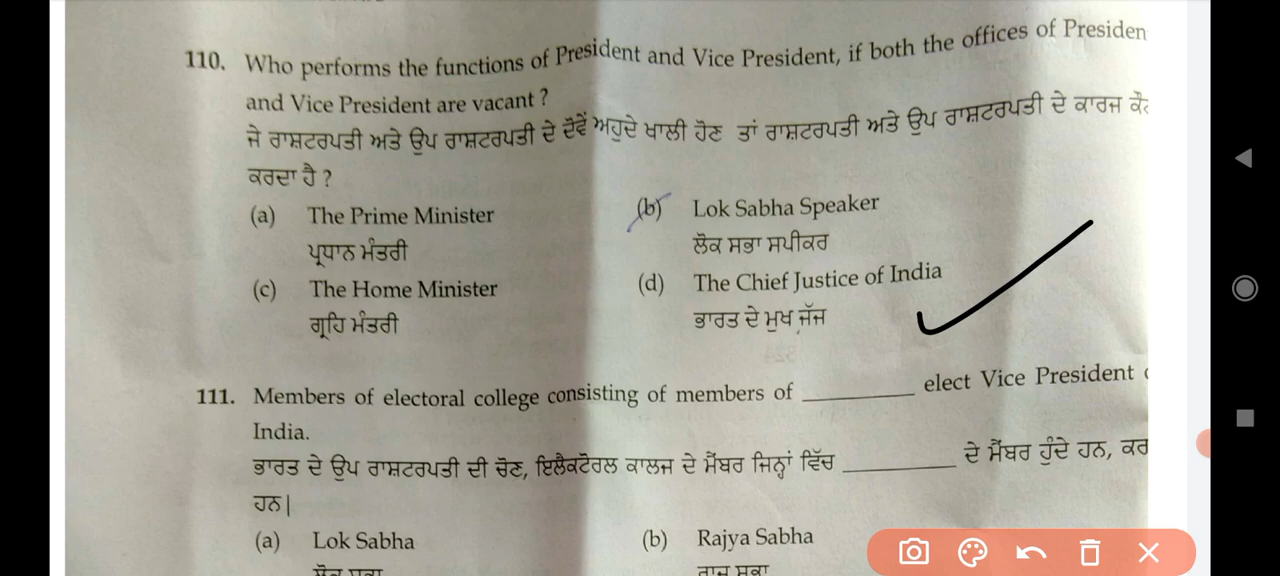 110. Who performs the functions of President and Vice President, if both the offices of Presiden
and Vice President are vacant ?
ਜੇ ਰਾਸ਼ਟਰਪਤੀ ਅਤੇ ਉਪ ਰਾਸ਼ਟਰਪਤੀ ਦੇ ਦੋਵੇਂ ਅਹੁਦੇ ਖਾਲੀ ਹੋਣ ਤਾਂ ਰਾਸ਼ਟਰਪਤੀ ਅਤੇ ਉਪ ਰਾਸ਼ਟਰਪਤੀ ਦੇ ਕਾਰਜ
ਕਰਦਾ ਹੈ ?
(a) The Prime Minister (b) Lok Sabha Speaker
ਪ੍ਰਧਾਨ ਮੰਤਰੀ ਲੋਕ ਸਭਾ ਸਪੀਕਰ
(c) The Home Minister (d) The Chief Justice of India
ਗ੍ਰਹਿ ਮੰਤਰੀ ਭਾਰਤ ਦੇ ਮੁਖ ਜੱਜ
111. Members of electoral college consisting of members of ________ elect Vice President
India.
ਭਾਰਤ ਦੇ ਉਪ ਰਾਸ਼ਟਰਪਤੀ ਦੀ ਚੋਣ, ਇਲੈਕਟੋਰਲ ਕਾਲਜ ਦੇ ਮੈਂਬਰ ਜਿਨ੍ਹਾਂ ਵਿੱਚ ________ ਦੇ ਮੈਂਬਰ ਹੁੰਦੇ ਹਨ, ਕਰ
ਹਨ|
(a) Lok Sabha (b) Rajya Sabha